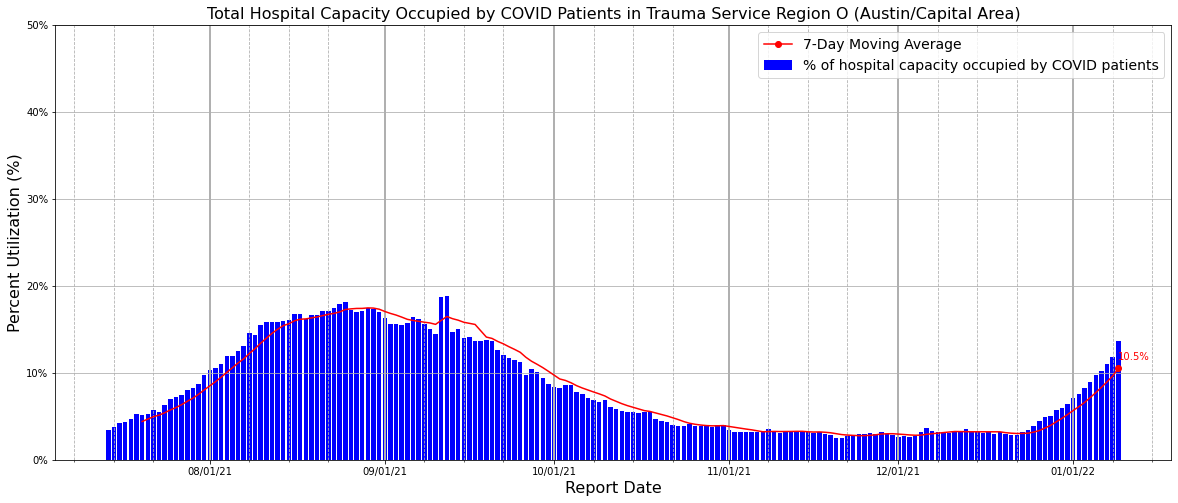 Total Hospital Capacity Occupied by COVID Patients in Trauma Service Region O (Austin/Capital Area)
50%
7-Day Moving Average
% of hospital capacity occupied by COVID patients
40%
30%
20%
10.5%
10%
0%
Percent Utilization (%)
08/01/21 09/01/21 10/01/21 11/01/21 12/01/21 01/01/22
Report Date